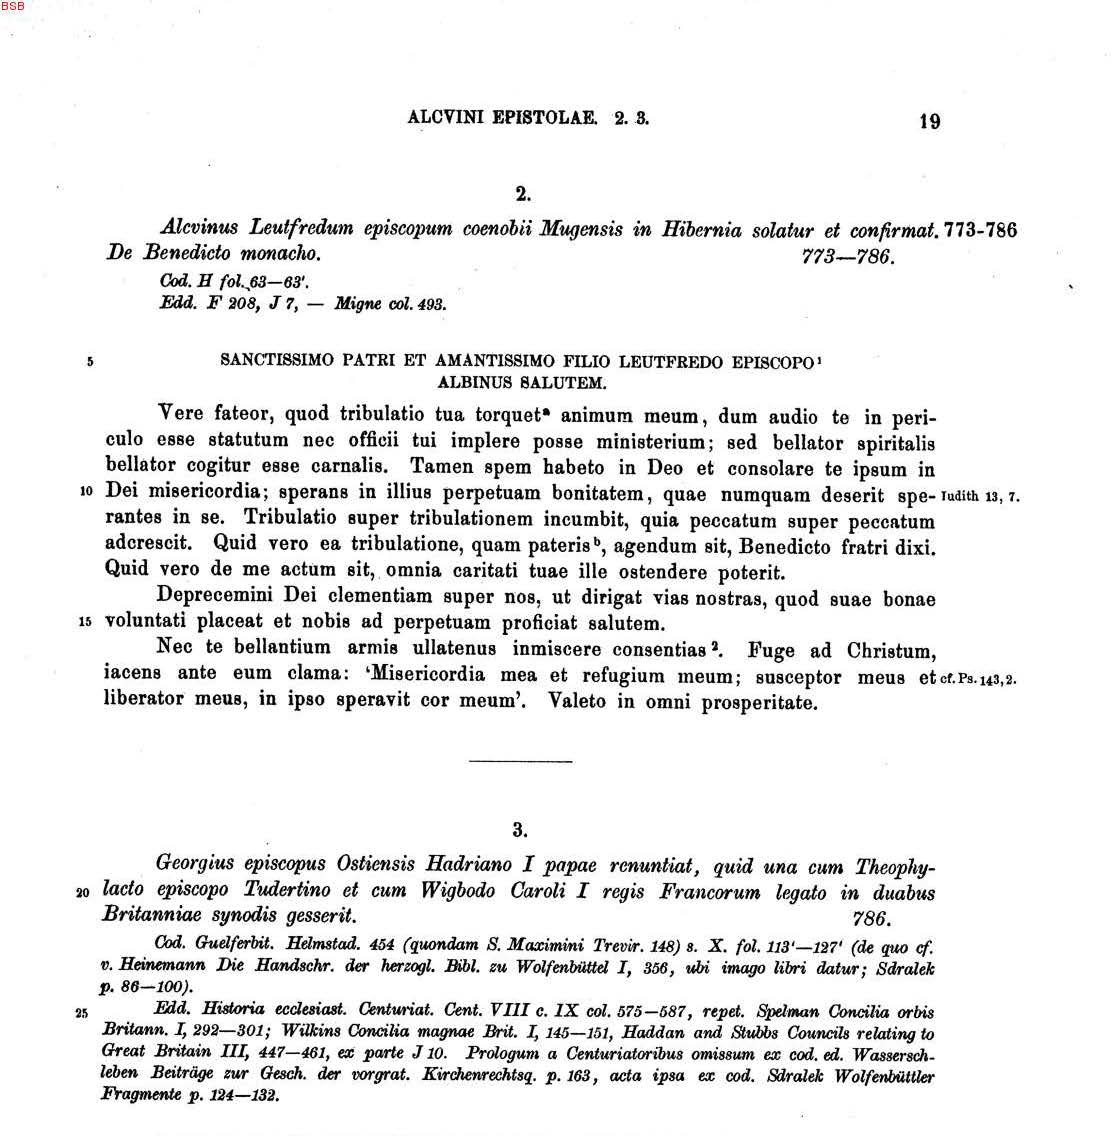 BSB
ALCVINI EPISTOLAE. 2. 3. 19
2.
Alcvinus Leutfredum episcopum coenobii Mugensis in Hibernia solatur et confirmat. 773-786
De Benedicto monacho. 773—786.
Cod. H fol. 63—63'.
Edd. F 208, J 7, — Migne col. 493.
5 SANCTISSIMO PATRI ET AMANTISSIMO FILIO LEUTFREDO EPISCOPO¹
ALBINUS SALUTEM.
Vere fateor, quod tribulatio tua torquetᵃ animum meum, dum audio te in peri-
culo esse statutum nec officii tui implere posse ministerium; sed bellator spiritalis
bellator cogitur esse carnalis. Tamen spem habeto in Deo et consolare te ipsum in
10 Dei misericordia; sperans in illius perpetuam bonitatem, quae numquam deserit spe- Iudith 13, 7.
rantes in se. Tribulatio super tribulationem incumbit, quia peccatum super peccatum
adcrescit. Quid vero ea tribulatione, quam paterisᵇ, agendum sit, Benedicto fratri dixi.
Quid vero de me actum sit, omnia caritati tuae ille ostendere poterit.
Deprecemini Dei clementiam super nos, ut dirigat vias nostras, quod suae bonae
15 voluntati placeat et nobis ad perpetuam proficiat salutem.
Nec te bellantium armis ullatenus inmiscere consentias². Fuge ad Christum,
iacens ante eum clama: ‘Misericordia mea et refugium meum; susceptor meus et cf. Ps. 143, 2.
liberator meus, in ipso speravit cor meum’. Valeto in omni prosperitate.
3.
Georgius episcopus Ostiensis Hadriano I papae renuntiat, quid una cum Theophy-
20 lacto episcopo Tudertino et cum Wigbodo Caroli I regis Francorum legato in duabus
Britanniae synodis gesserit. 786.
Cod. Guelferbit. Helmstad. 454 (quondam S. Maximini Trevir. 148) s. X. fol. 113'—127' (de quo cf.
v. Heinemann Die Handschr. der herzogl. Bibl. zu Wolfenbüttel I, 356, ubi imago libri datur; Sdralek
p. 86—100).
25 Edd. Historia ecclesiast. Centuriat. Cent. VIII c. IX col. 575—587, repet. Spelman Concilia orbis
Britann. I, 292—301; Wilkins Concilia magnae Brit. I, 145—151, Haddan and Stubbs Councils relating to
Great Britain III, 447—461, ex parte J 10. Prologum a Centuriatoribus omissum ex cod. ed. Wassersch-
leben Beiträge zur Gesch. der vorgrat. Kirchenrechtsq. p. 163, acta ipsa ex cod. Sdralek Wolfenbüttler
Fragmente p. 124—132.